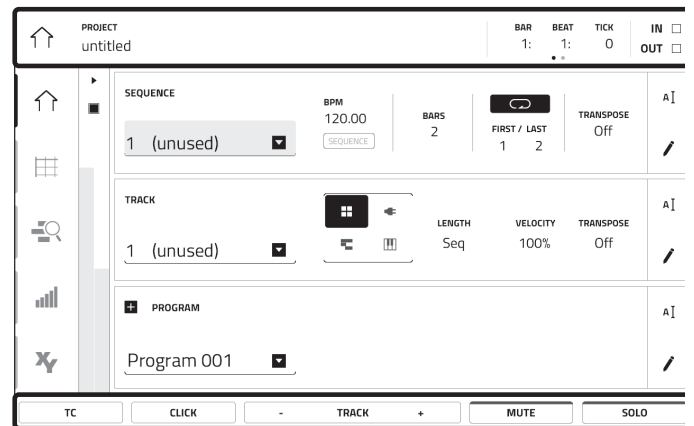 PROJECT
untitled
BAR BEAT TICK
1: 1: 0
IN
OUT
SEQUENCE
1 (unused)
BPM
120.00
SEQUENCE
BARS
2
FIRST / LAST
1 2
TRANSPOSE
Off
A
TRACK
1 (unused)
LENGTH
Seq
VELOCITY
100%
TRANSPOSE
Off
A
PROGRAM
Program 001
A
XY
TC CLICK - TRACK + MUTE SOLO